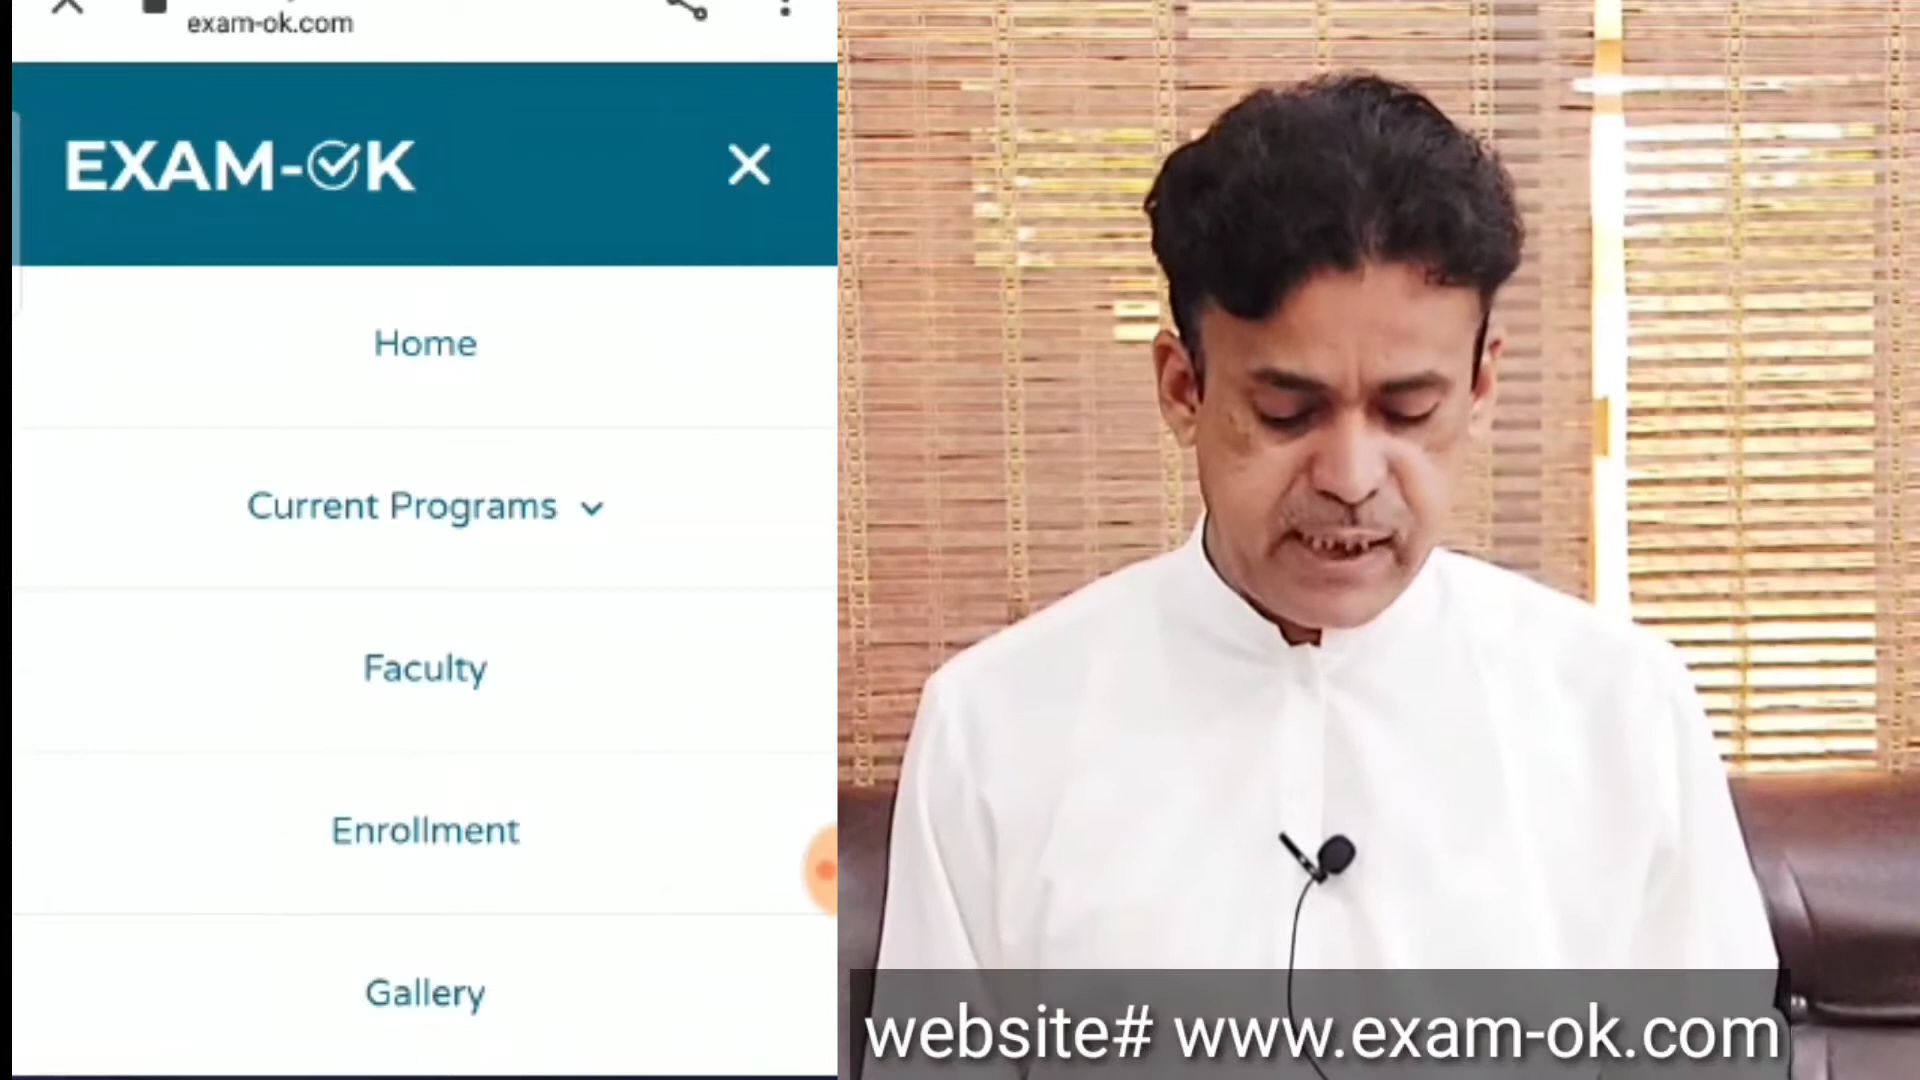 exam-ok.com
EXAM-OK
Home
Current Programs
Faculty
Enrollment
Gallery
website# www.exam-ok.com